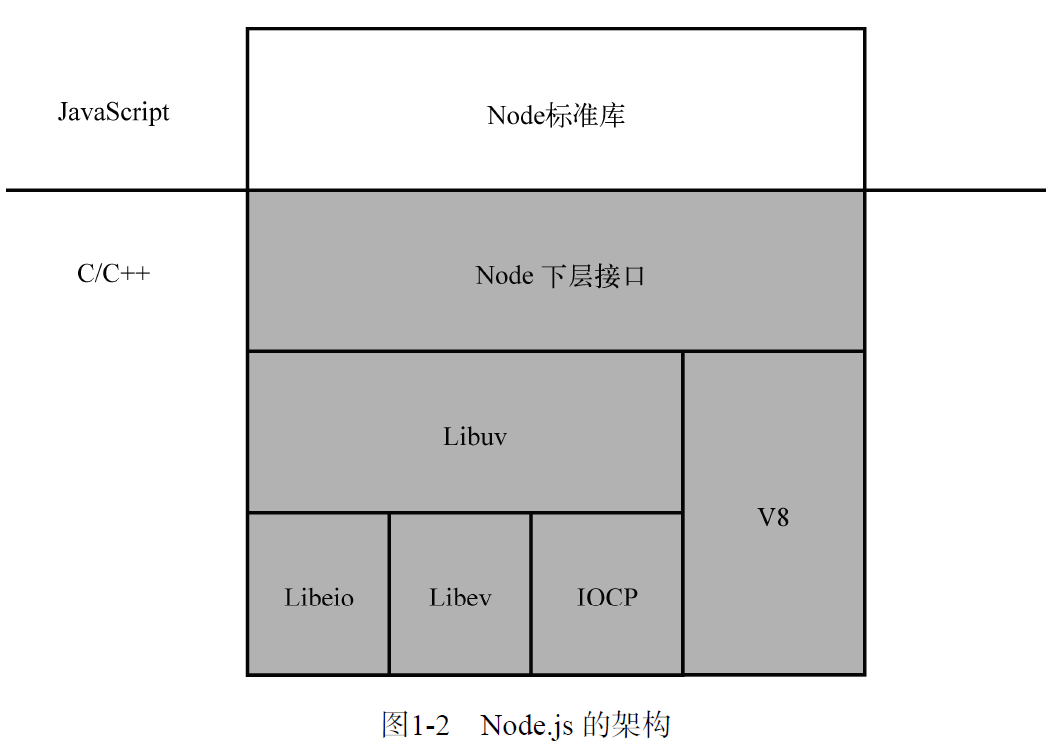 JavaScript
Node标准库
C/C++
Node 下层接口
Libuv
V8
Libeio
Libev
IOCP
图1-2 Node.js 的架构